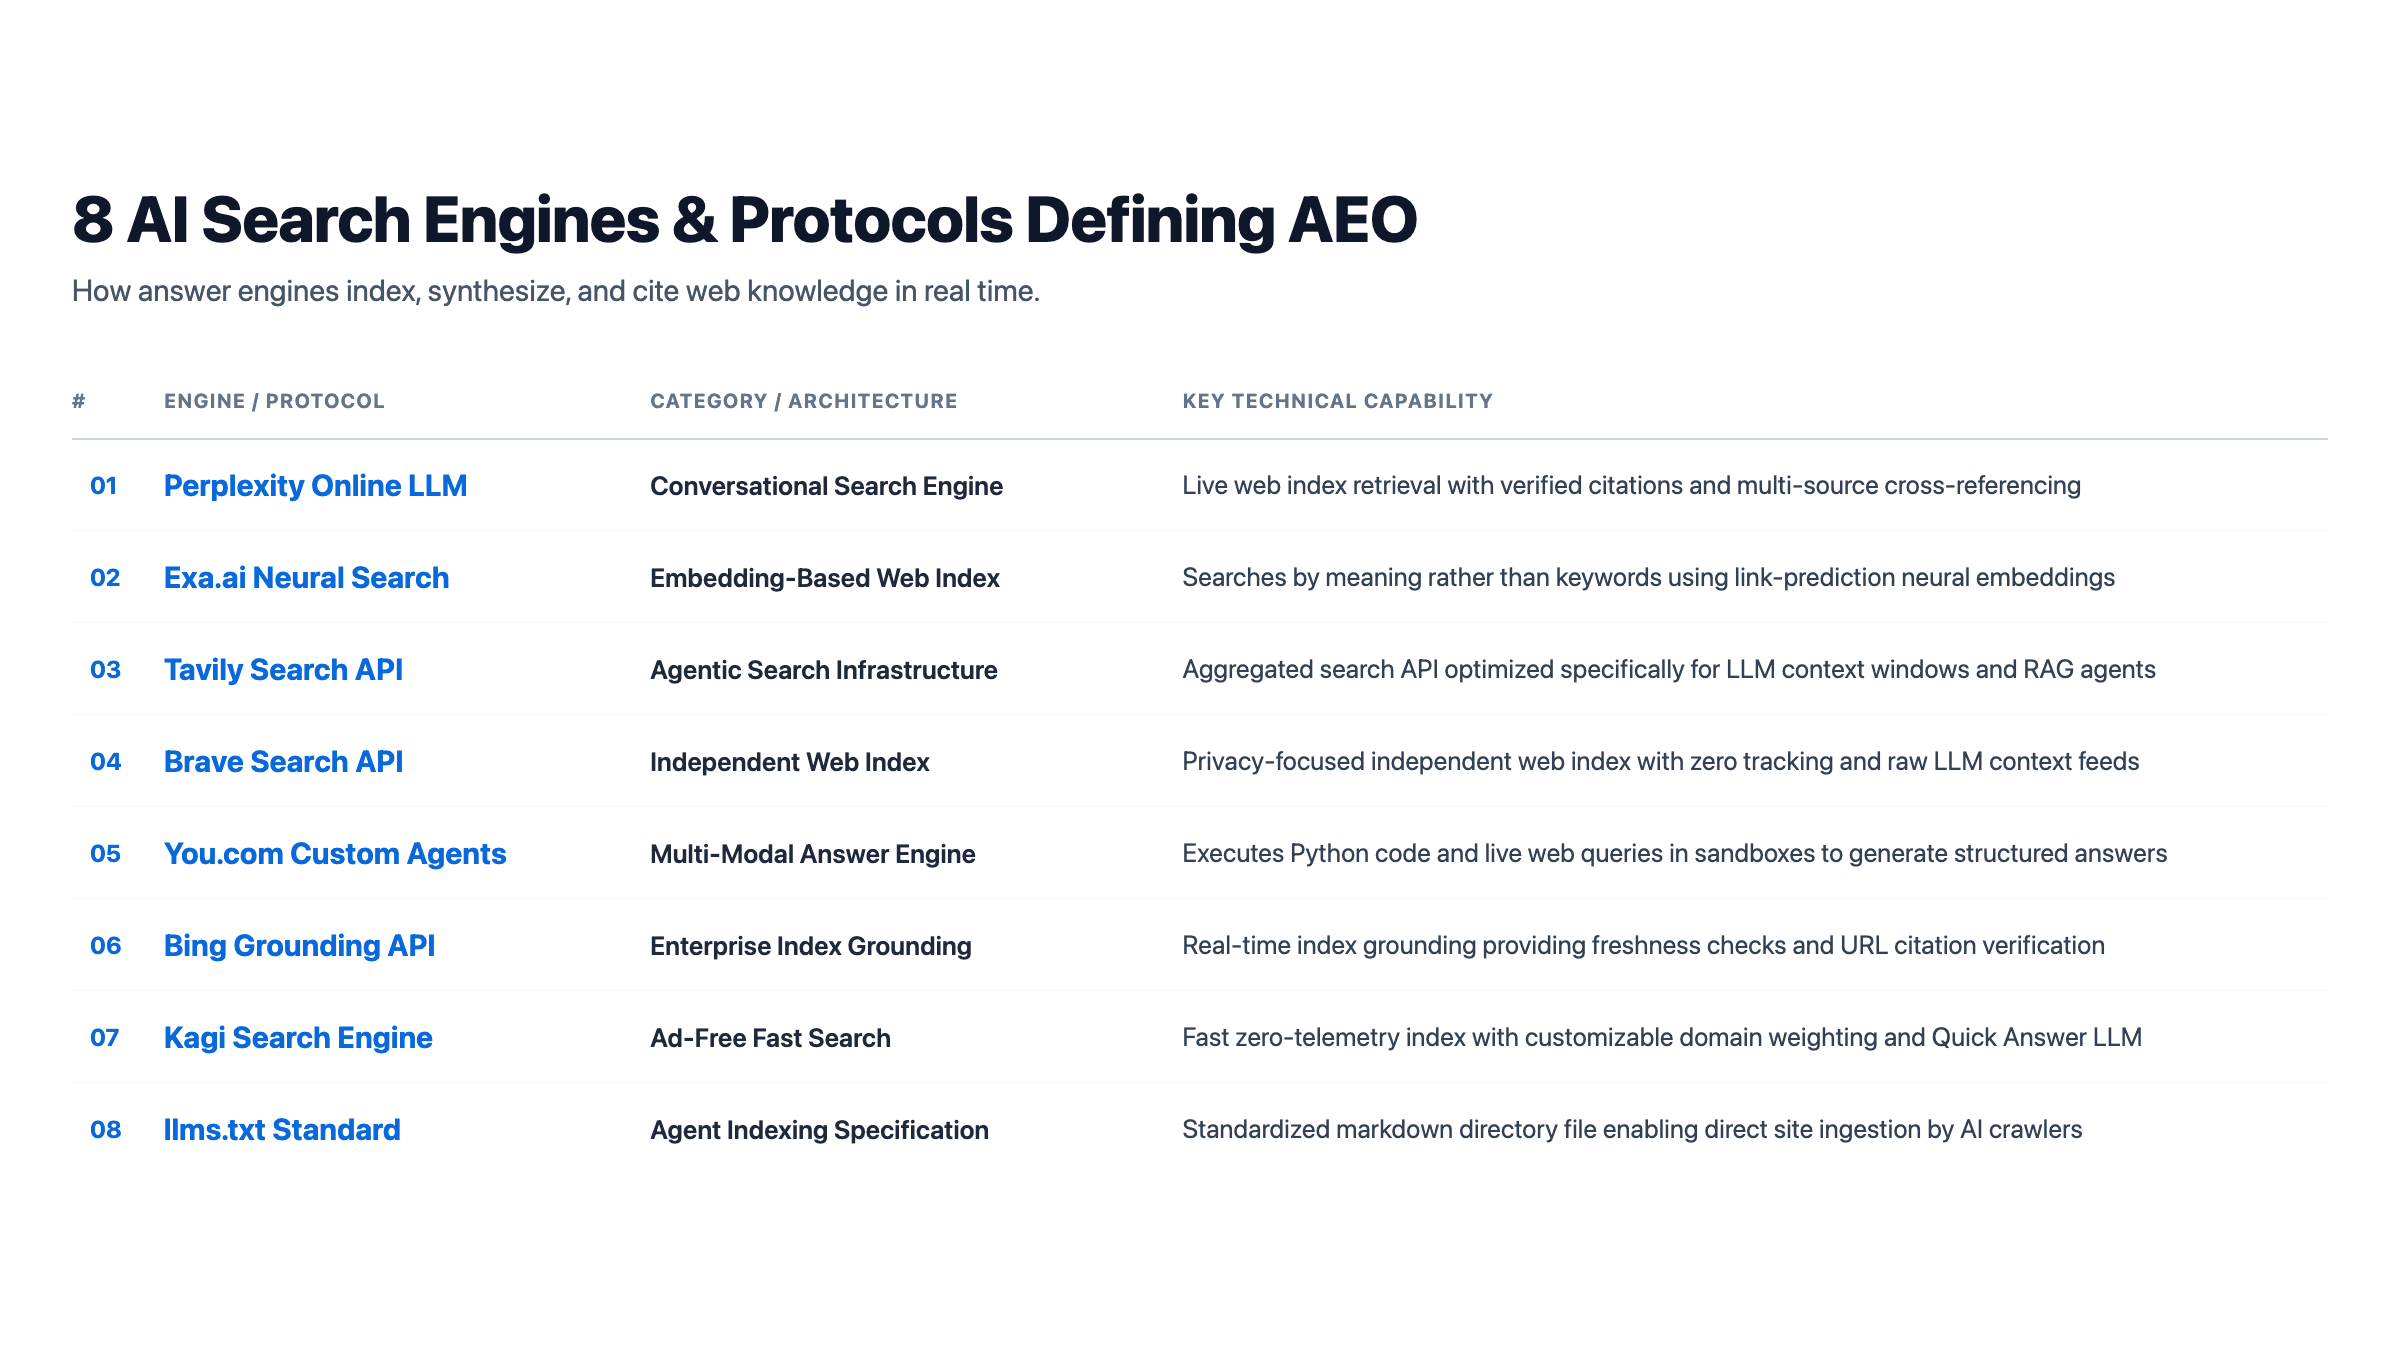 8 AI Search Engines & Protocols Defining AEO
How answer engines index, synthesize, and cite web knowledge in real time.
# ENGINE / PROTOCOL CATEGORY / ARCHITECTURE KEY TECHNICAL CAPABILITY
01 Perplexity Online LLM Conversational Search Engine Live web index retrieval with verified citations and multi-source cross-referencing
02 Exa.ai Neural Search Embedding-Based Web Index Searches by meaning rather than keywords using link-prediction neural embeddings
03 Tavily Search API Agentic Search Infrastructure Aggregated search API optimized specifically for LLM context windows and RAG agents
04 Brave Search API Independent Web Index Privacy-focused independent web index with zero tracking and raw LLM context feeds
05 You.com Custom Agents Multi-Modal Answer Engine Executes Python code and live web queries in sandboxes to generate structured answers
06 Bing Grounding API Enterprise Index Grounding Real-time index grounding providing freshness checks and URL citation verification
07 Kagi Search Engine Ad-Free Fast Search Fast zero-telemetry index with customizable domain weighting and Quick Answer LLM
08 llms.txt Standard Agent Indexing Specification Standardized markdown directory file enabling direct site ingestion by AI crawlers